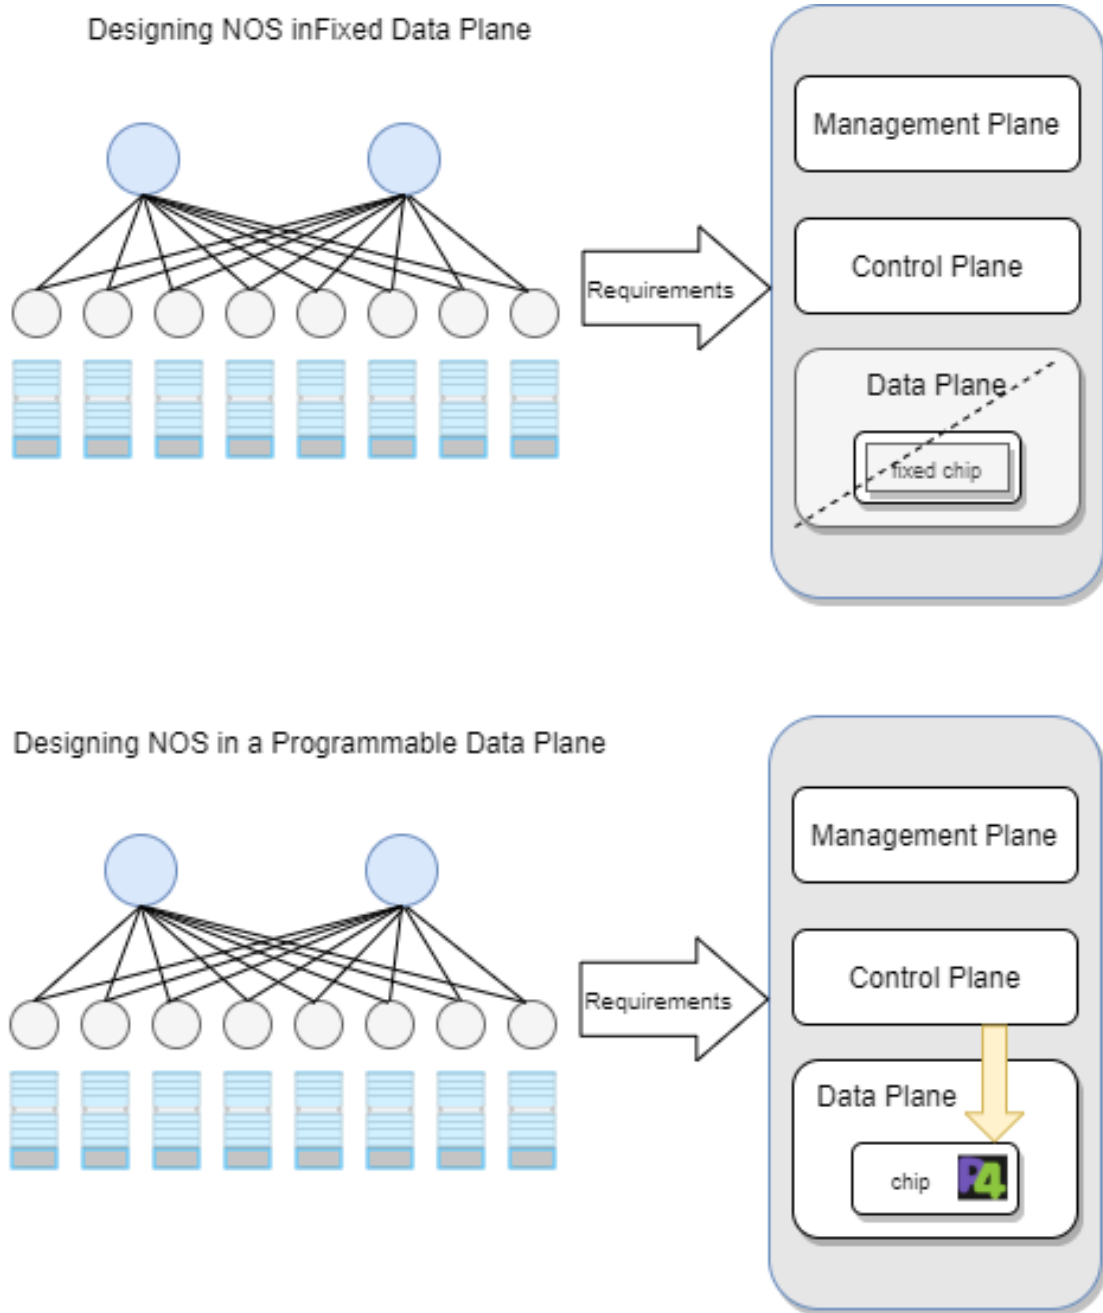 Designing NOS inFixed Data Plane
Management Plane
Control Plane
Requirements
Data Plane
fixed chip
Designing NOS in a Programmable Data Plane
Management Plane
Control Plane
Requirements
Data Plane
chip P4